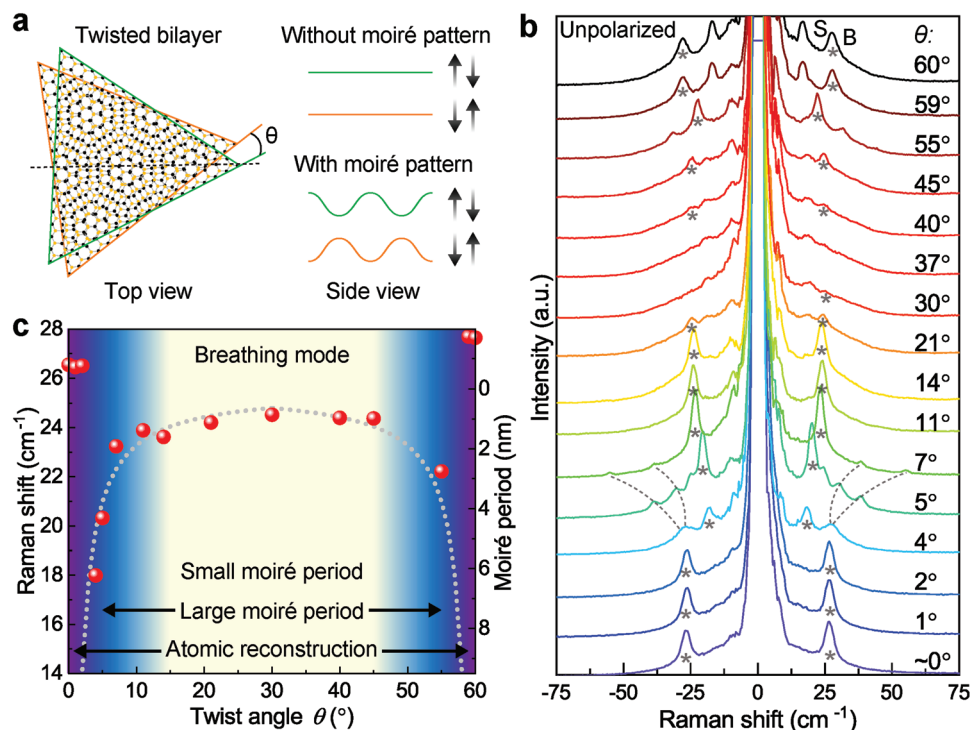 a
Twisted bilayer
Without moiré pattern
θ
With moiré pattern
Top view
Side view
b
Unpolarized
S
B
θ:
60°
59°
55°
45°
40°
37°
30°
21°
14°
11°
7°
5°
4°
2°
1°
~0°
* * * * * * * * * * * * * * * * * * * * * * * * * * * * *
Intensity (a.u.)
-75
-50
-25
0
25
50
75
Raman shift (cm⁻¹)
c
Breathing mode
Small moiré period
Large moiré period
Atomic reconstruction
28
26
24
22
20
18
16
14
Raman shift (cm⁻¹)
0
2
4
6
8
Moiré period (nm)
0
10
20
30
40
50
60
Twist angle θ (°)